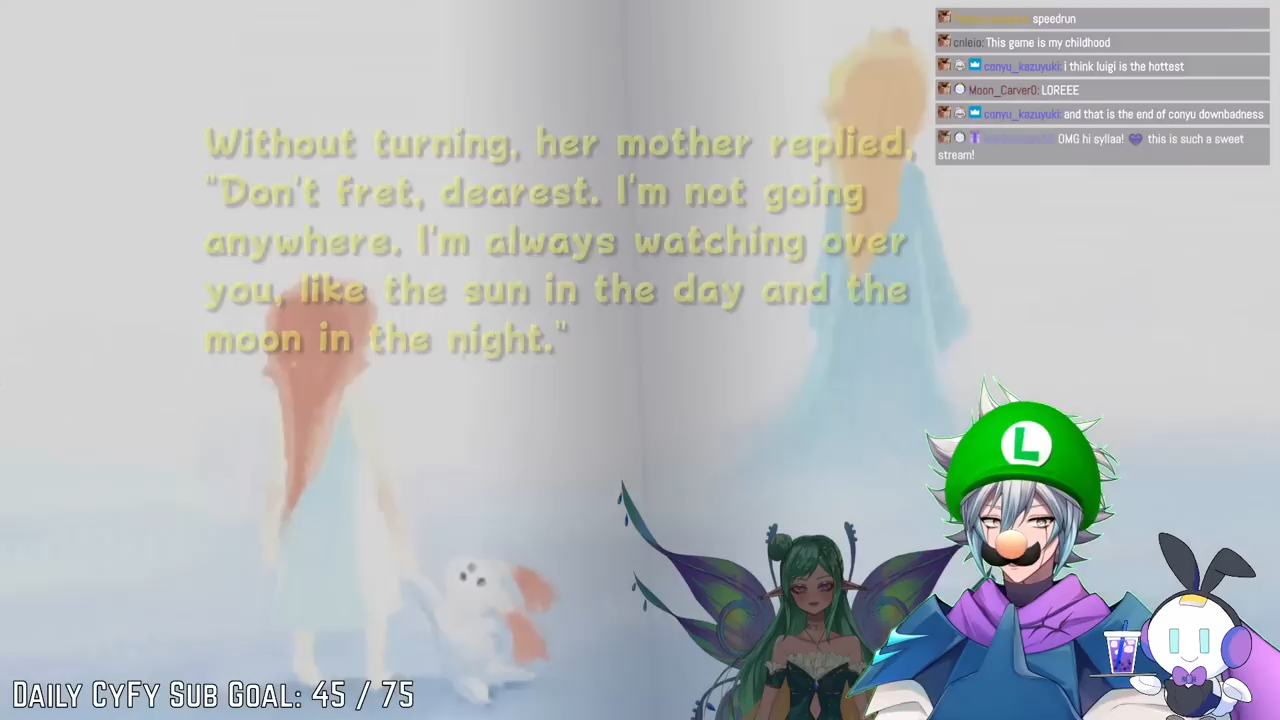 Without turning, her mother replied,
"Don't fret, dearest. I'm not going
anywhere. I'm always watching over
you, like the sun in the day and the
moon in the night."
speedrun
cnleio: This game is my childhood
conyu_kazuyuki: i think luigi is the hottest
Moon_Carver0: LOREEE
conyu_kazuyuki: and that is the end of conyu downbadness
OMG hi syllaa! 💜 this is such a sweet
stream!
L
DAILY CYFY SUB GOAL: 45 / 75